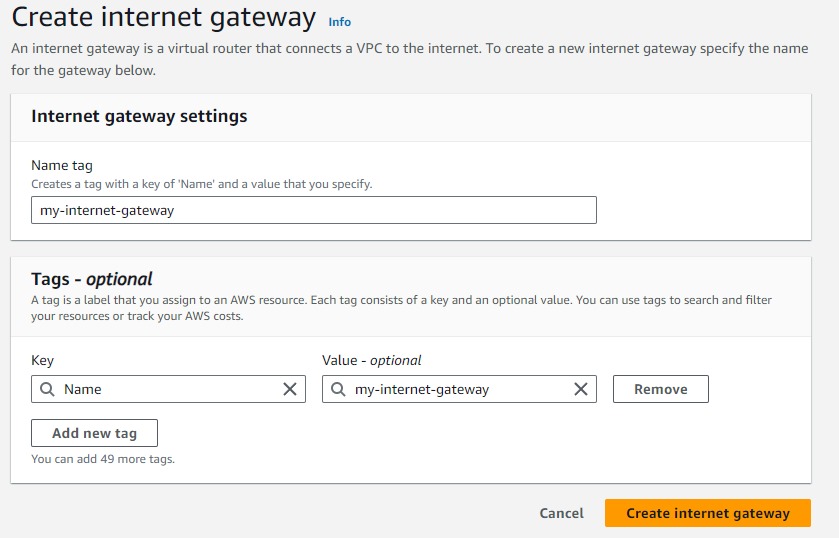 Create internet gateway Info
An internet gateway is a virtual router that connects a VPC to the internet. To create a new internet gateway specify the name
for the gateway below.
Internet gateway settings
Name tag
Creates a tag with a key of 'Name' and a value that you specify.
my-internet-gateway
Tags - optional
A tag is a label that you assign to an AWS resource. Each tag consists of a key and an optional value. You can use tags to search and filter
your resources or track your AWS costs.
Key Value - optional
Name my-internet-gateway Remove
Add new tag
You can add 49 more tags.
Cancel Create internet gateway